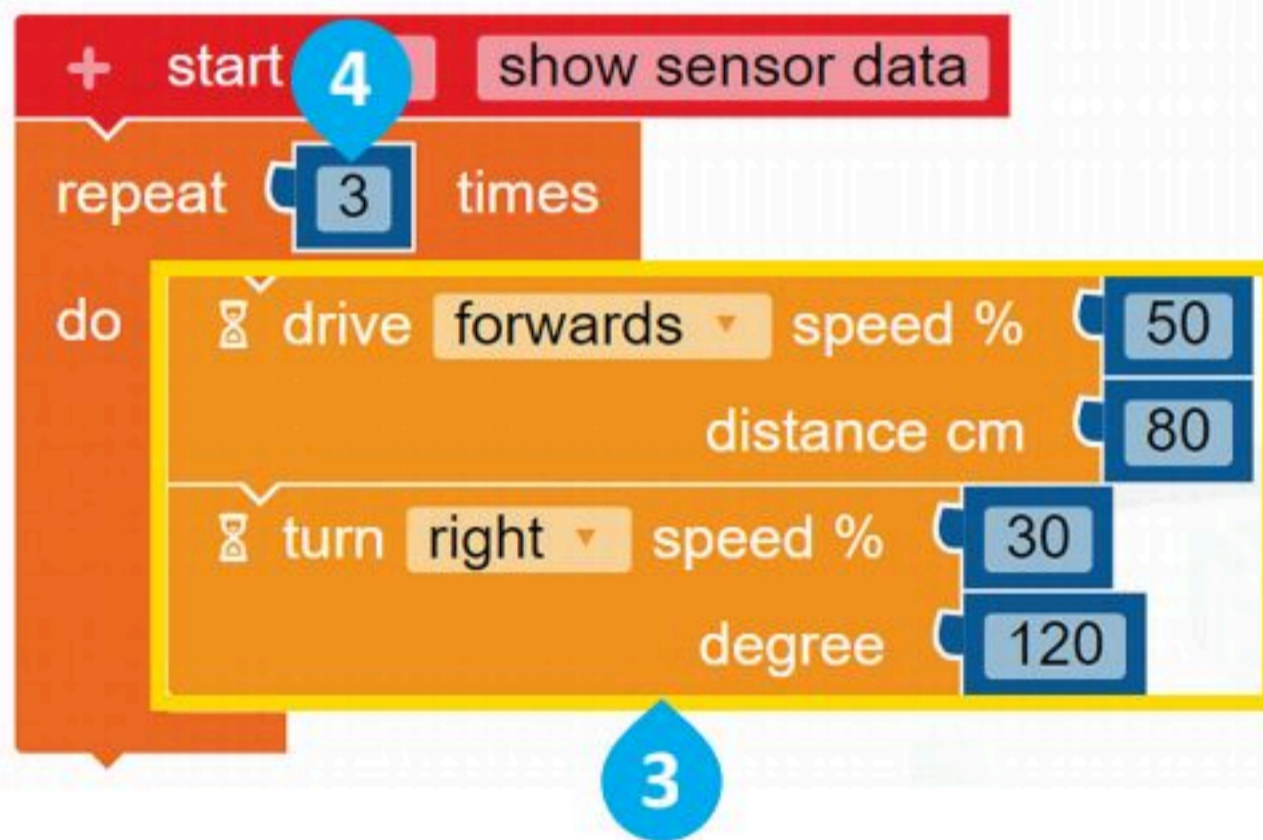 + start show sensor data
4
repeat 3 times
do drive forwards speed % 50
distance cm 80
turn right speed % 30
degree 120
3